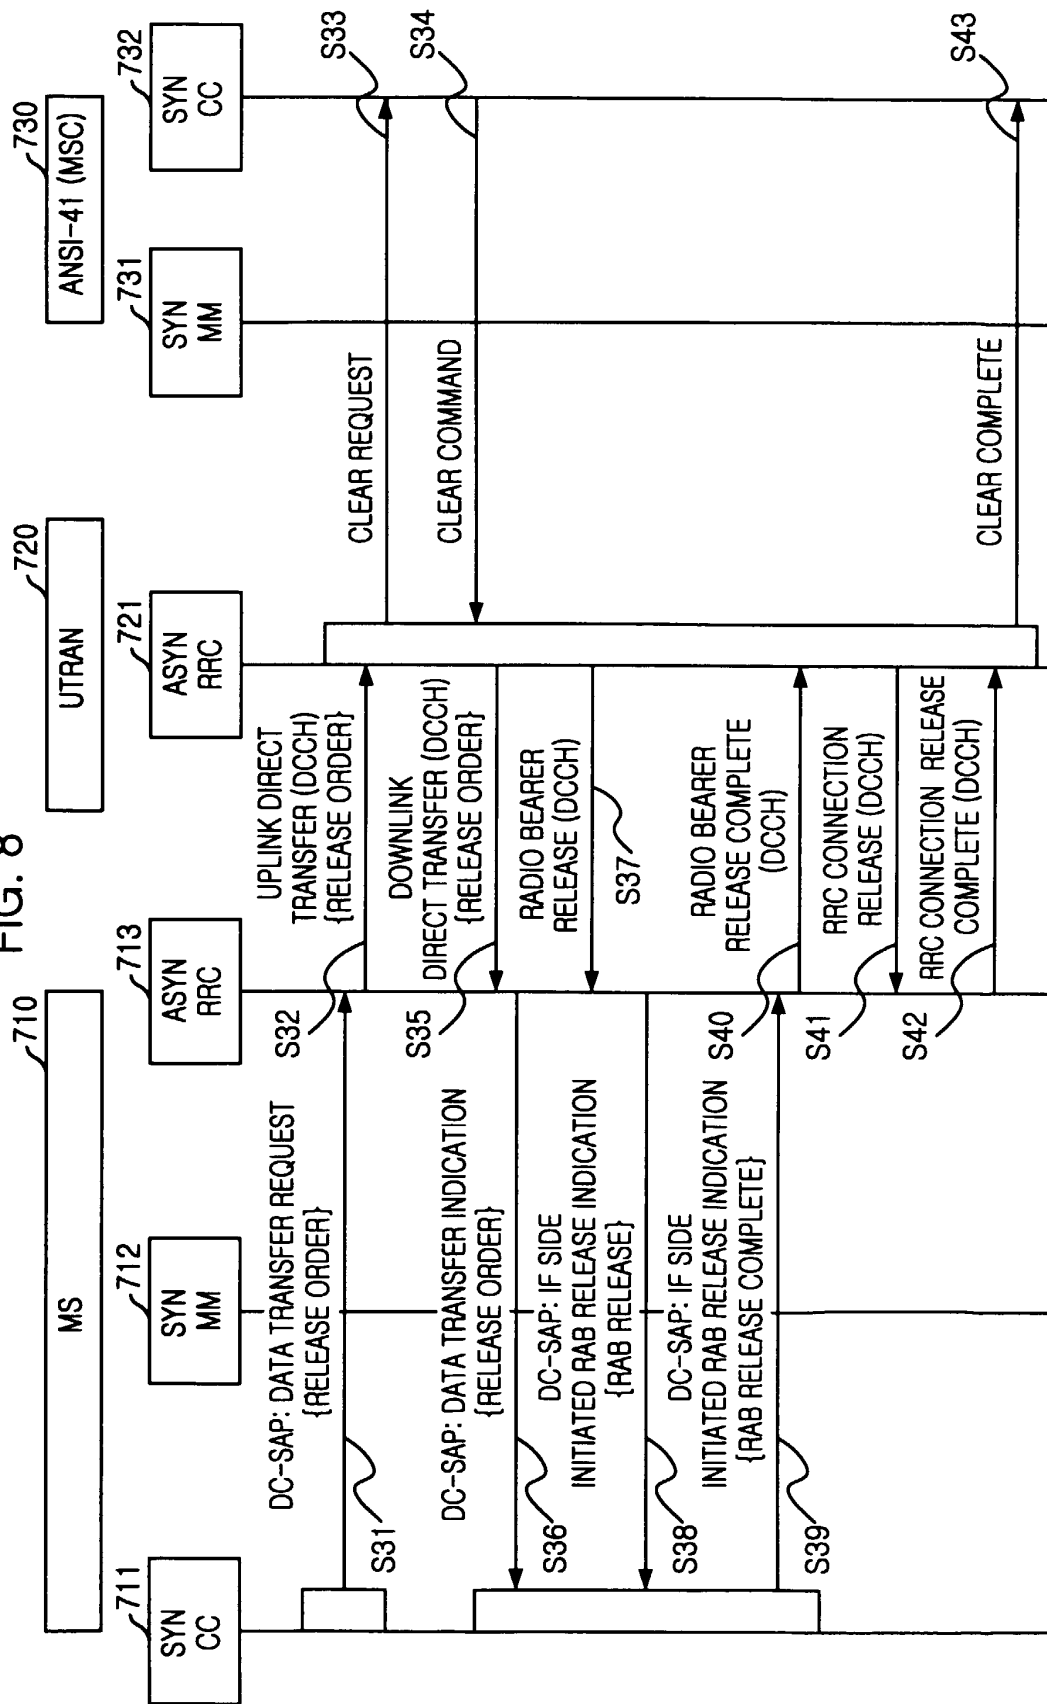 FIG. 8
710
MS
720
UTRAN
730
ANSI-41 (MSC)
711
SYN
CC
712
SYN
MM
713
ASYN
RRC
721
ASYN
RRC
731
SYN
MM
732
SYN
CC
DC-SAP: DATA TRANSFER REQUEST
{RELEASE ORDER}
S31
UPLINK DIRECT
TRANSFER (DCCH)
{RELEASE ORDER}
S32
CLEAR REQUEST
S33
CLEAR COMMAND
S34
DOWNLINK
DIRECT TRANSFER (DCCH)
{RELEASE ORDER}
S35
DC-SAP: DATA TRANSFER INDICATION
{RELEASE ORDER}
S36
RADIO BEARER
RELEASE (DCCH)
S37
DC-SAP: IF SIDE
INITIATED RAB RELEASE INDICATION
{RAB RELEASE}
S38
DC-SAP: IF SIDE
INITIATED RAB RELEASE INDICATION
{RAB RELEASE COMPLETE}
S39
RADIO BEARER
RELEASE COMPLETE
(DCCH)
S40
RRC CONNECTION
RELEASE (DCCH)
S41
RRC CONNECTION RELEASE
COMPLETE (DCCH)
S42
CLEAR COMPLETE
S43